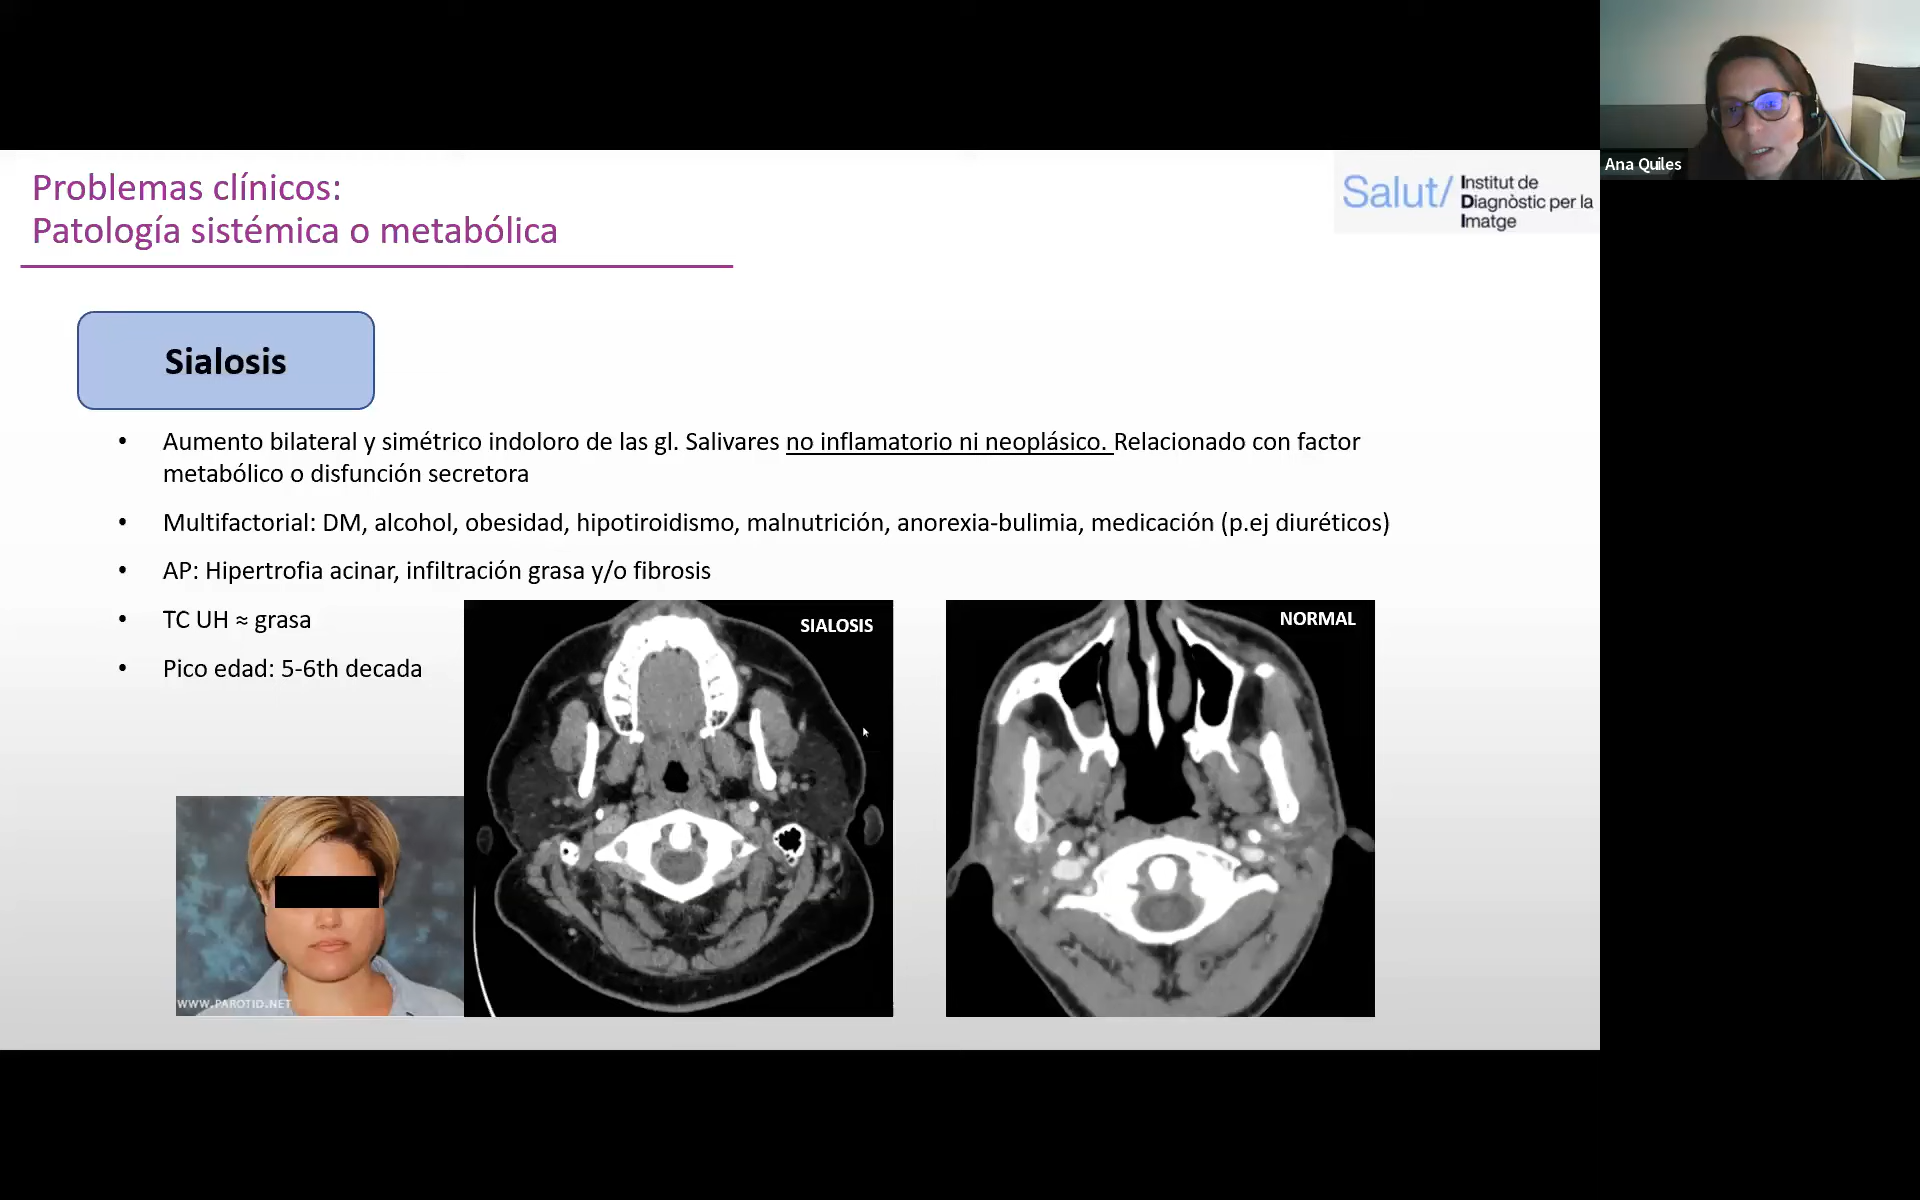 Ana Quiles
Problemas clínicos:
Patología sistémica o metabólica
Salut/
Institut de
Diagnòstic per la
Imatge
Sialosis
• Aumento bilateral y simétrico indoloro de las gl. Salivares no inflamatorio ni neoplásico. Relacionado con factor
metabólico o disfunción secretora
• Multifactorial: DM, alcohol, obesidad, hipotiroidismo, malnutrición, anorexia-bulimia, medicación (p.ej diuréticos)
• AP: Hipertrofia acinar, infiltración grasa y/o fibrosis
• TC UH ≈ grasa
• Pico edad: 5-6th decada
SIALOSIS
NORMAL
WWW.PAROTID.NET